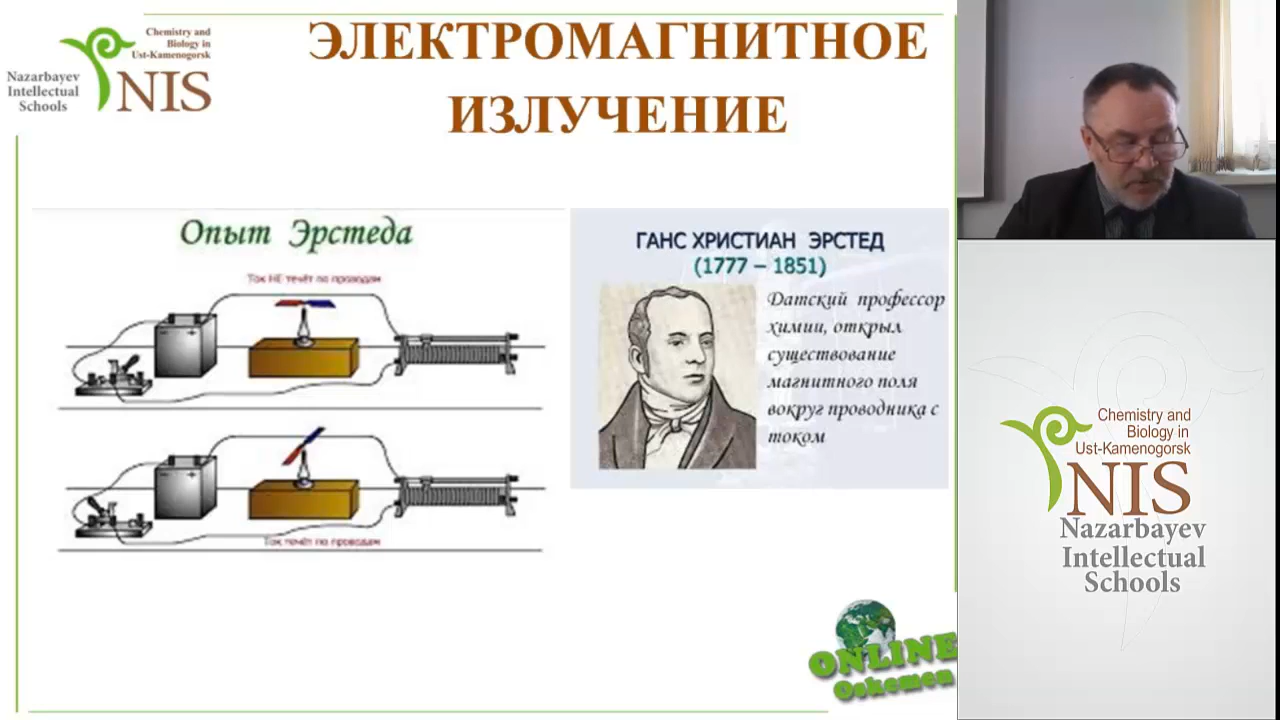 Chemistry and
Biology in
Ust-Kamenogorsk
Nazarbayev
Intellectual
Schools
NIS
ЭЛЕКТРОМАГНИТНОЕ
ИЗЛУЧЕНИЕ
Опыт Эрстеда
Ток НЕ течёт по проводам
Ток течёт по проводам
ГАНС ХРИСТИАН ЭРСТЕД
(1777 – 1851)
Датский профессор
химии, открыл
существование
магнитного поля
вокруг проводника с
током
ONLINE
Oskemen
Chemistry and
Biology in
Ust-Kamenogorsk
NIS
Nazarbayev
Intellectual
Schools